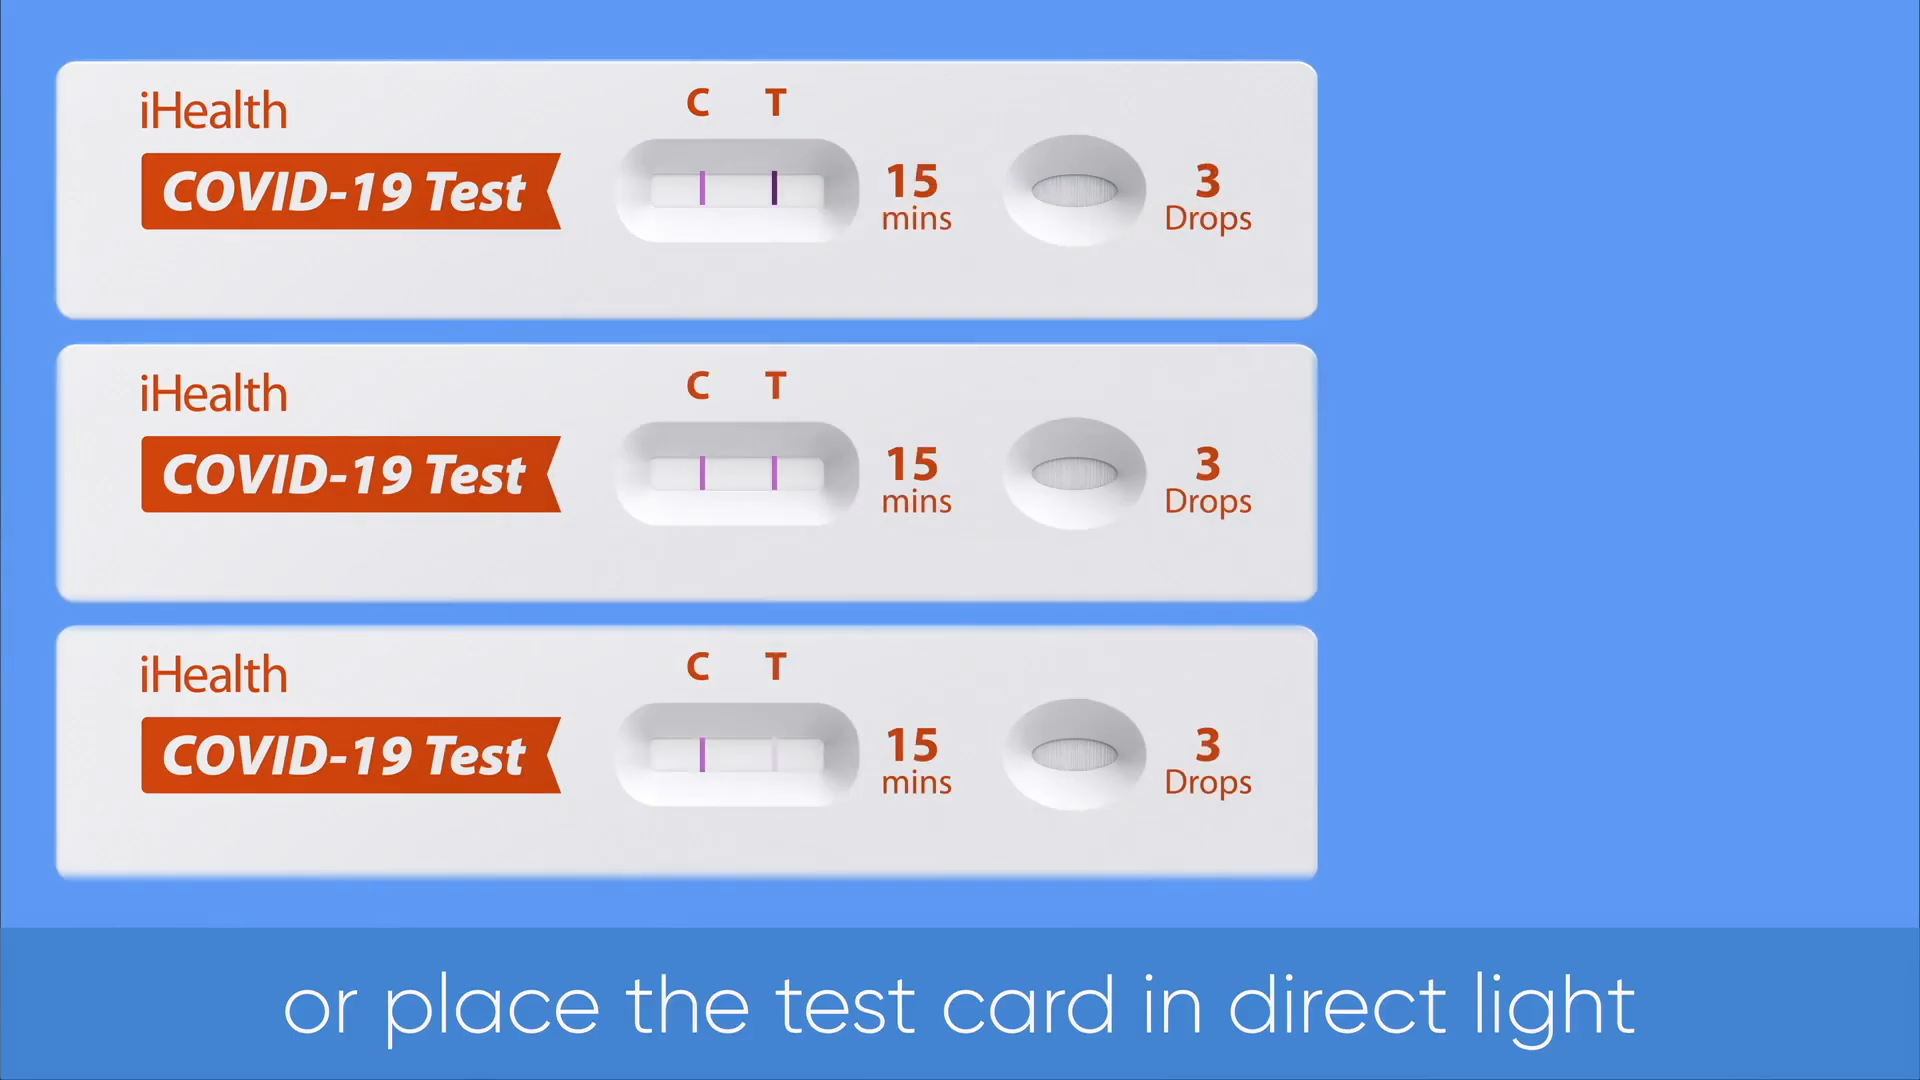 iHealth
C T
COVID-19 Test
15
mins
3
Drops
iHealth
C T
COVID-19 Test
15
mins
3
Drops
iHealth
C T
COVID-19 Test
15
mins
3
Drops
or place the test card in direct light